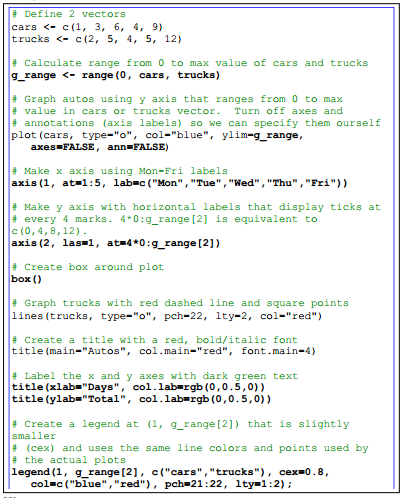 # Define 2 vectors
cars <- c(1, 3, 6, 4, 9)
trucks <- c(2, 5, 4, 5, 12)
# Calculate range from 0 to max value of cars and trucks
g_range <- range(0, cars, trucks)
# Graph autos using y axis that ranges from 0 to max
# value in cars or trucks vector.  Turn off axes and
# annotations (axis labels) so we can specify them ourself
plot(cars, type="o", col="blue", ylim=g_range,
axes=FALSE, ann=FALSE)
# Make x axis using Mon-Fri labels
axis(1, at=1:5, lab=c("Mon","Tue","Wed","Thu","Fri"))
# Make y axis with horizontal labels that display ticks at
# every 4 marks. 4*0:g_range[2] is equivalent to
c(0,4,8,12).
axis(2, las=1, at=4*0:g_range[2])
# Create box around plot
box()
# Graph trucks with red dashed line and square points
lines(trucks, type="o", pch=22, lty=2, col="red")
# Create a title with a red, bold/italic font
title(main="Autos", col.main="red", font.main=4)
# Label the x and y axes with dark green text
title(xlab="Days", col.lab=rgb(0,0.5,0))
title(ylab="Total", col.lab=rgb(0,0.5,0))
# Create a legend at (1, g_range[2]) that is slightly
smaller
# (cex) and uses the same line colors and points used by
# the actual plots
legend(1, g_range[2], c("cars","trucks"), cex=0.8,
col=c("blue","red"), pch=21:22, lty=1:2);